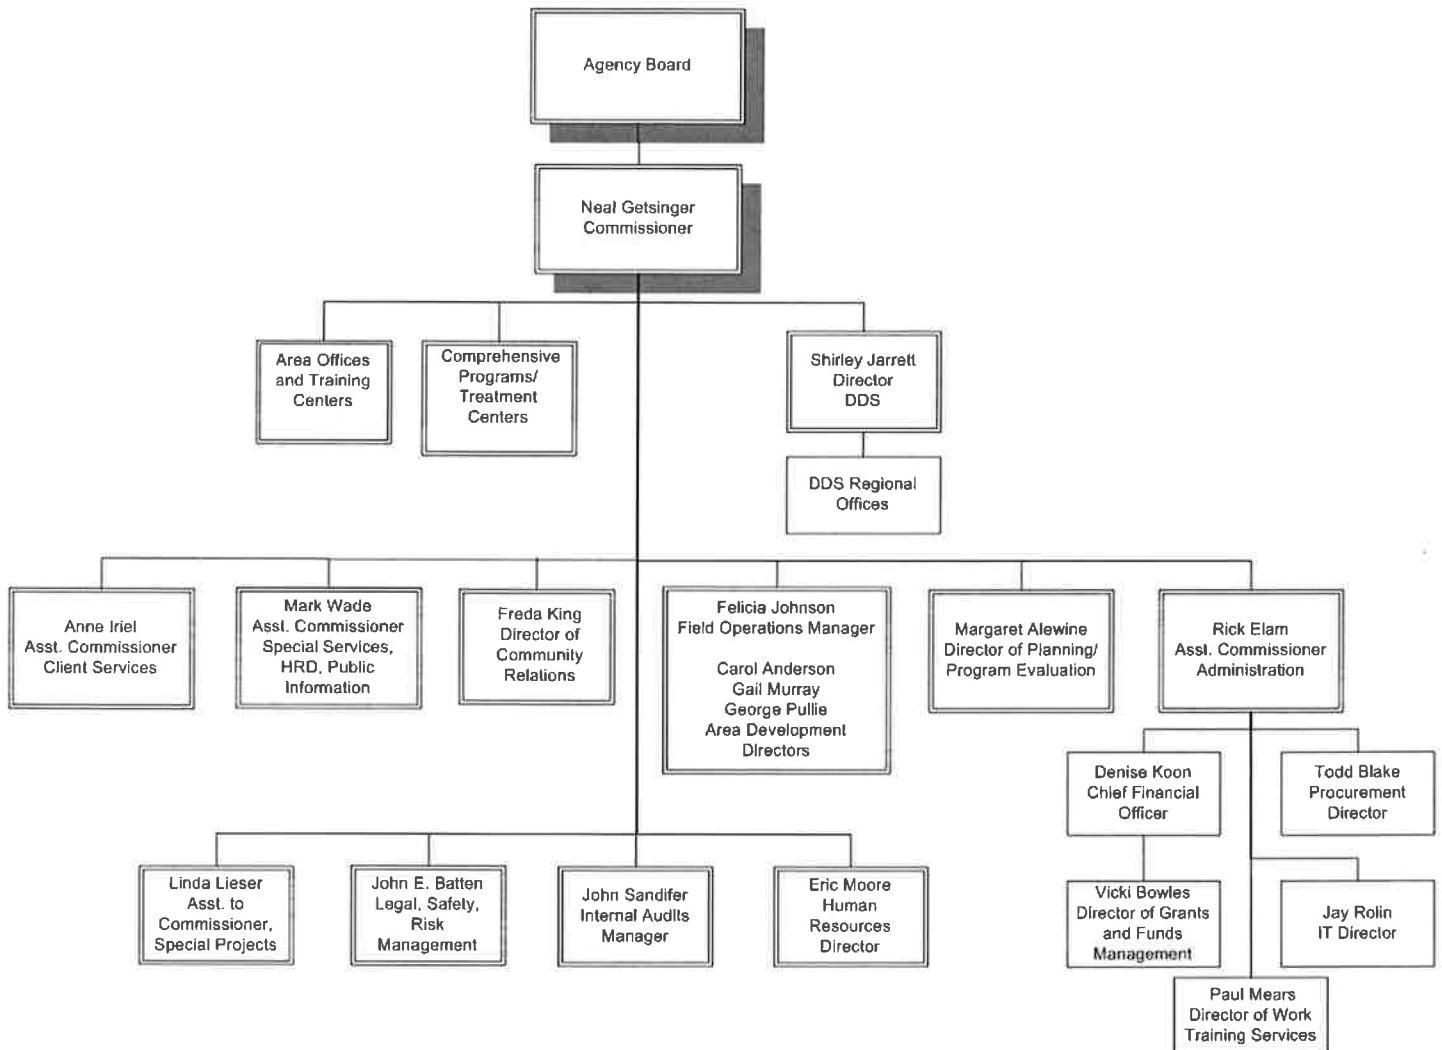 Agency Board
Neal Getsinger
Commissioner
Area Offices
and Training
Centers
Comprehensive
Programs/
Treatment
Centers
Shirley Jarrett
Director
DDS
DDS Regional
Offices
Anne Iriel
Asst. Commissioner
Client Services
Mark Wade
Asst. Commissioner
Special Services,
HRD, Public
Information
Freda King
Director of
Community
Relations
Felicia Johnson
Field Operations Manager
Carol Anderson
Gail Murray
George Pullie
Area Development
Directors
Margaret Alewine
Director of Planning/
Program Evaluation
Rick Elam
Asst. Commissioner
Administration
Denise Koon
Chief Financial
Officer
Todd Blake
Procurement
Director
Vicki Bowles
Director of Grants
and Funds
Management
Jay Rolin
IT Director
Paul Mears
Director of Work
Training Services
Linda Lieser
Asst. to
Commissioner,
Special Projects
John E. Batten
Legal, Safety,
Risk
Management
John Sandifer
Internal Audits
Manager
Eric Moore
Human
Resources
Director